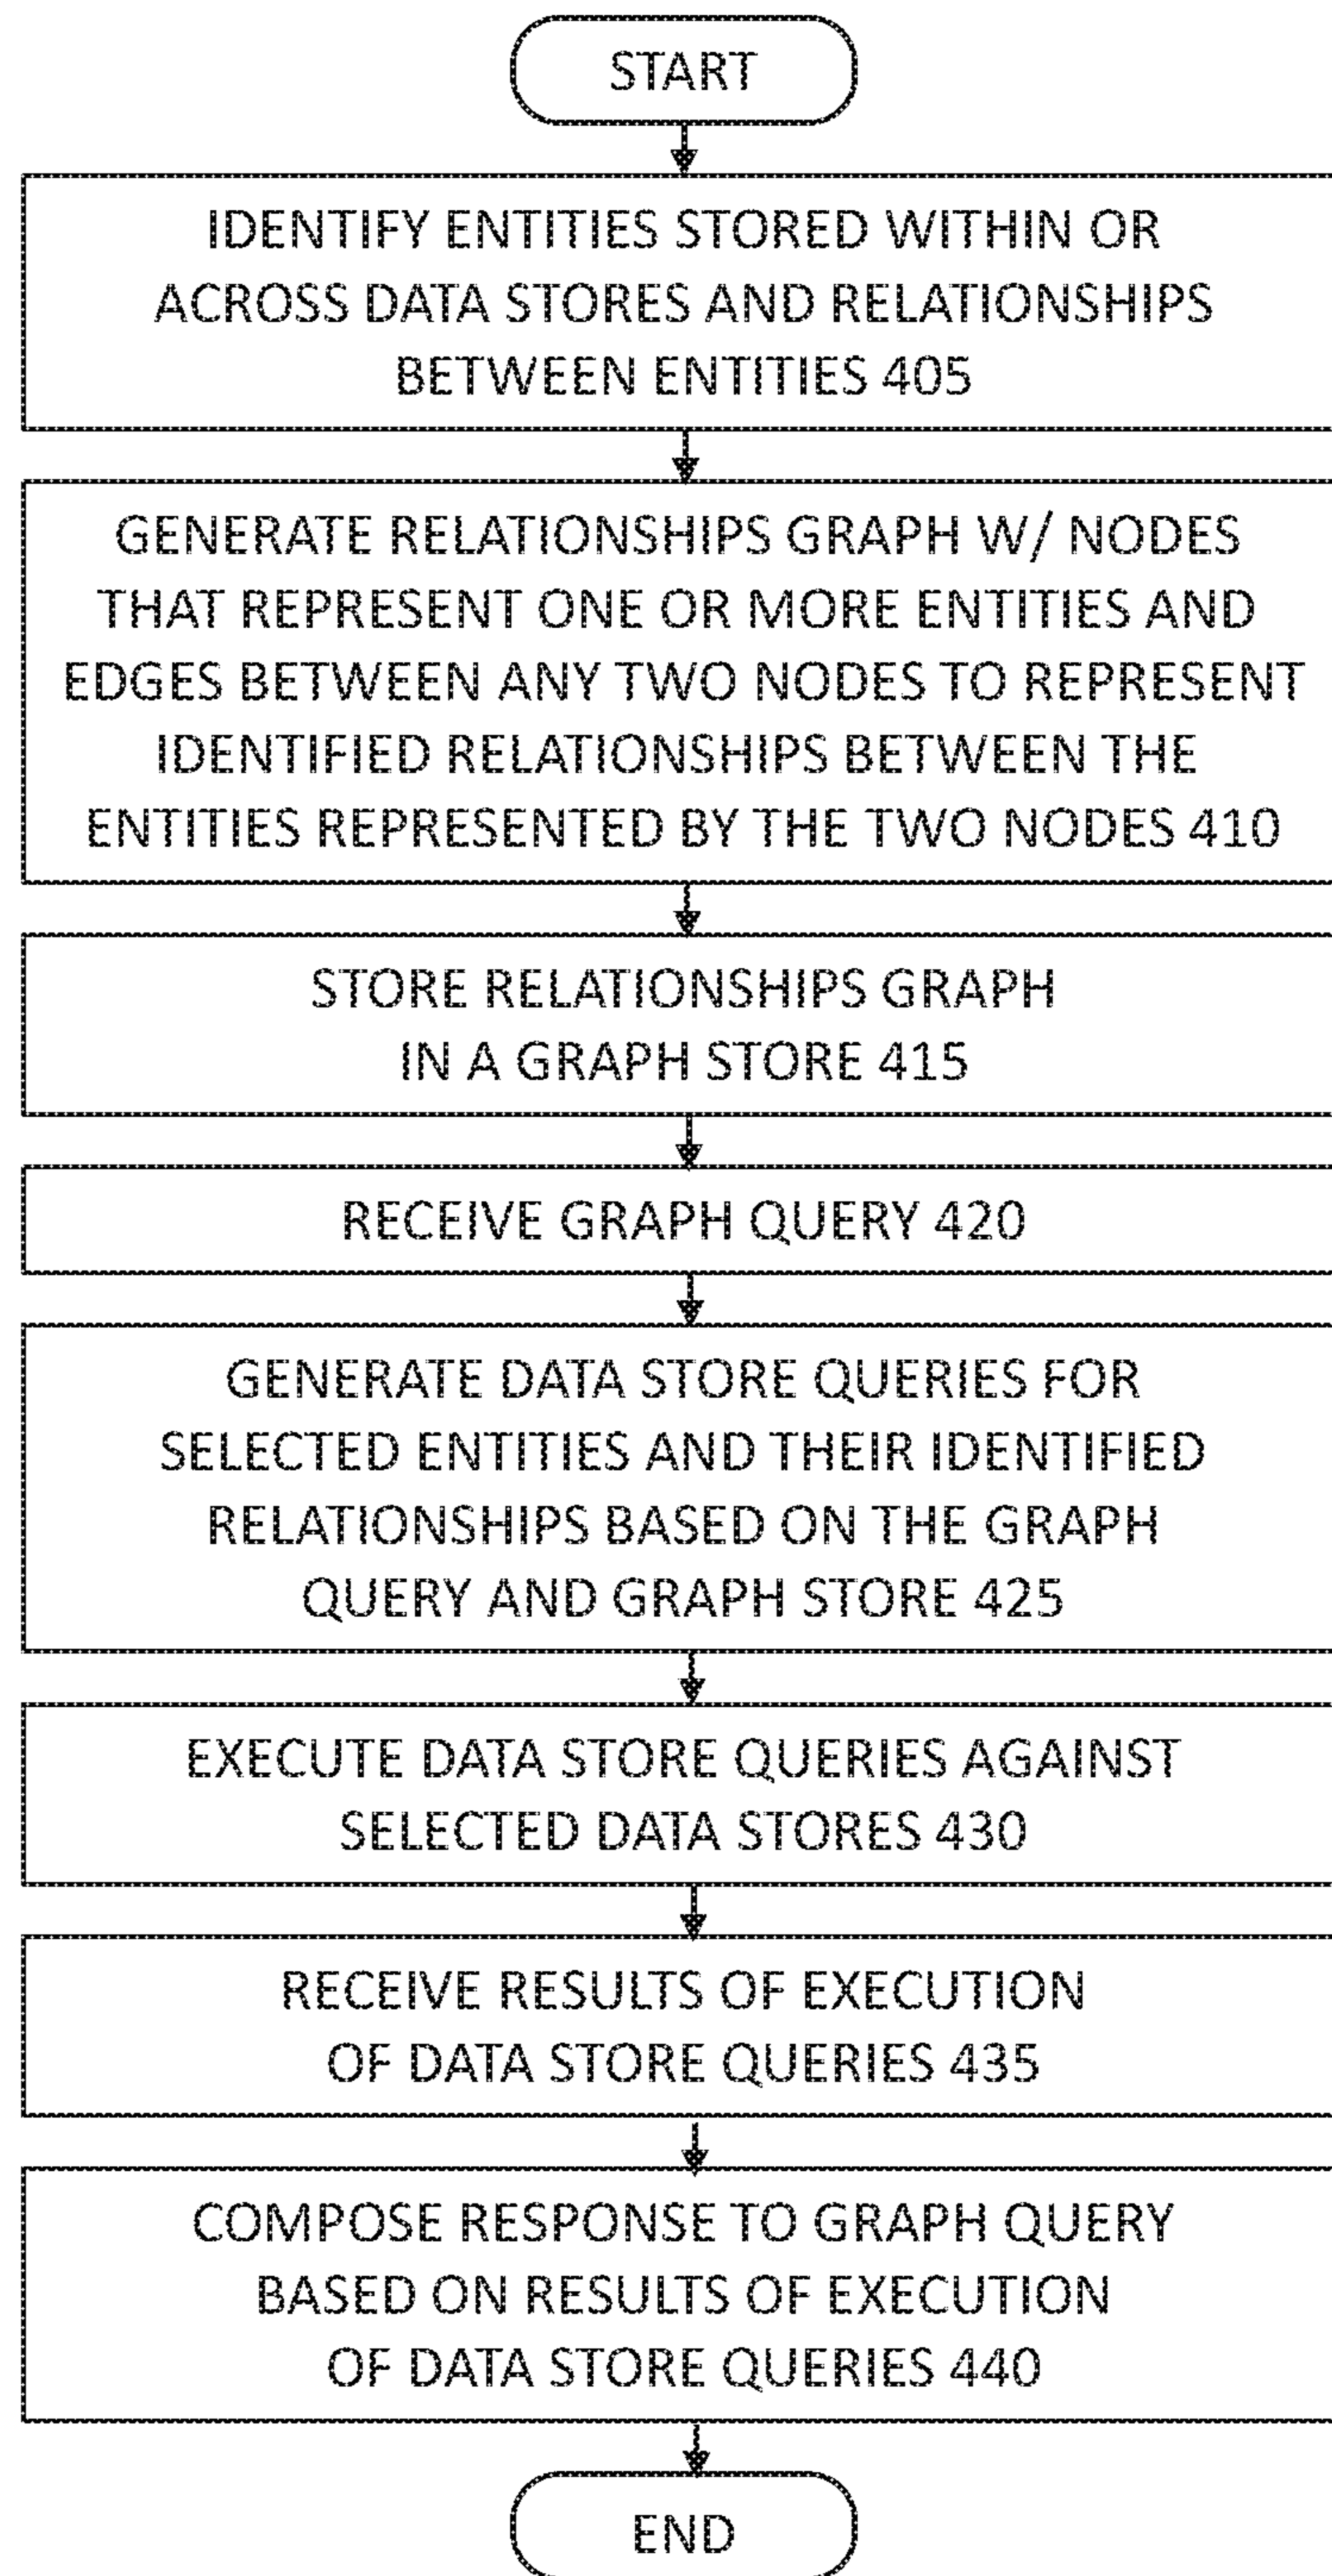 START
IDENTIFY ENTITIES STORED WITHIN OR
ACROSS DATA STORES AND RELATIONSHIPS
BETWEEN ENTITIES 405
GENERATE RELATIONSHIPS GRAPH W/ NODES
THAT REPRESENT ONE OR MORE ENTITIES AND
EDGES BETWEEN ANY TWO NODES TO REPRESENT
IDENTIFIED RELATIONSHIPS BETWEEN THE
ENTITIES REPRESENTED BY THE TWO NODES 410
STORE RELATIONSHIPS GRAPH
IN A GRAPH STORE 415
RECEIVE GRAPH QUERY 420
GENERATE DATA STORE QUERIES FOR
SELECTED ENTITIES AND THEIR IDENTIFIED
RELATIONSHIPS BASED ON THE GRAPH
QUERY AND GRAPH STORE 425
EXECUTE DATA STORE QUERIES AGAINST
SELECTED DATA STORES 430
RECEIVE RESULTS OF EXECUTION
OF DATA STORE QUERIES 435
COMPOSE RESPONSE TO GRAPH QUERY
BASED ON RESULTS OF EXECUTION
OF DATA STORE QUERIES 440
END